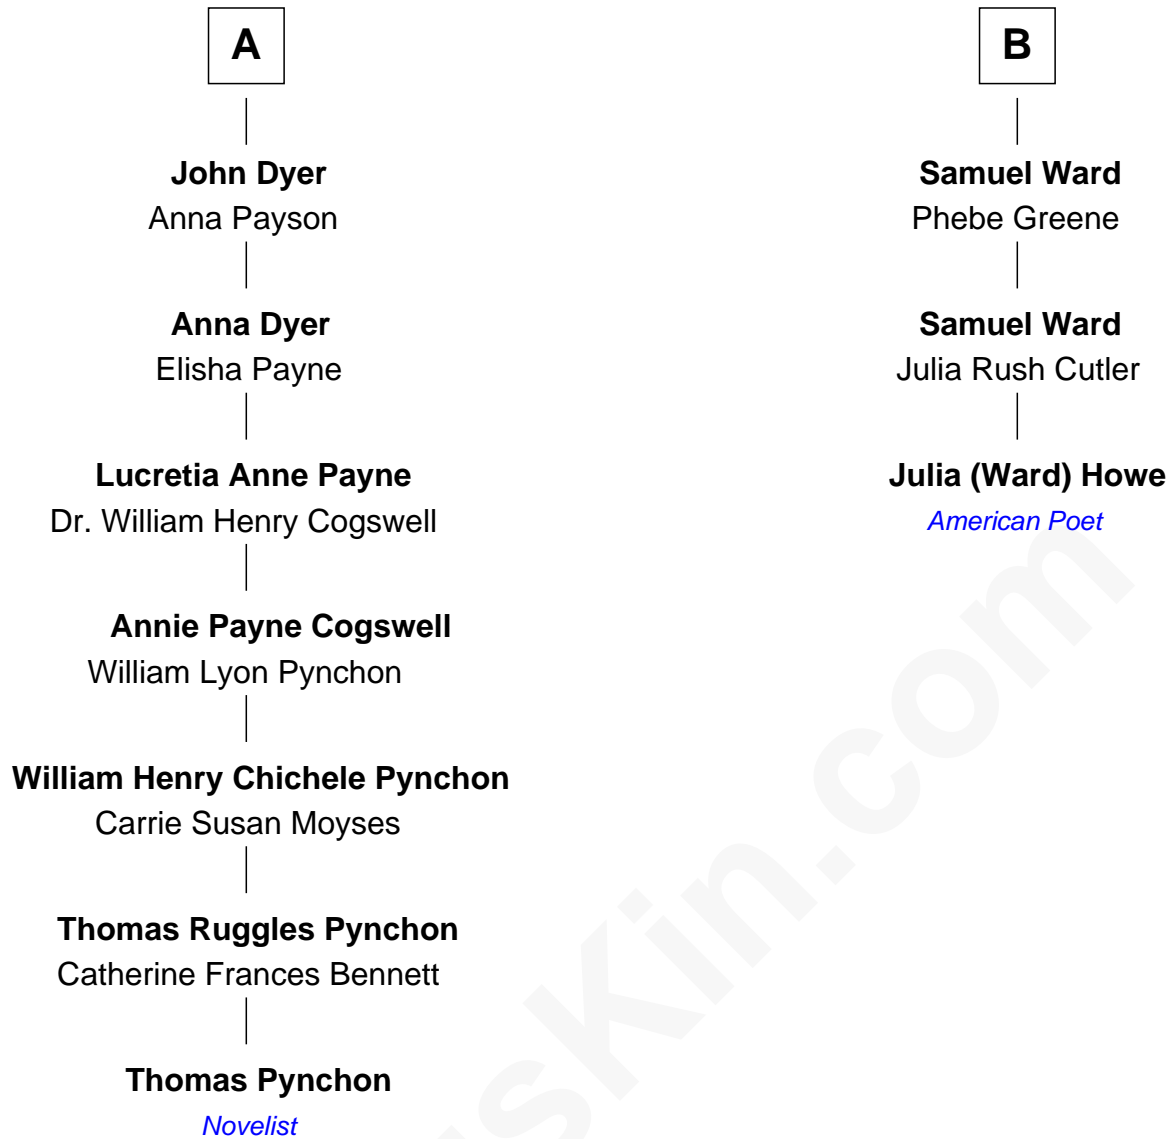 A
John Dyer
Anna Payson
Anna Dyer
Elisha Payne
Lucretia Anne Payne
Dr. William Henry Cogswell
Annie Payne Cogswell
William Lyon Pynchon
William Henry Chichele Pynchon
Carrie Susan Moyses
Thomas Ruggles Pynchon
Catherine Frances Bennett
Thomas Pynchon
Novelist
B
Samuel Ward
Phebe Greene
Samuel Ward
Julia Rush Cutler
Julia (Ward) Howe
American Poet
usKin.com